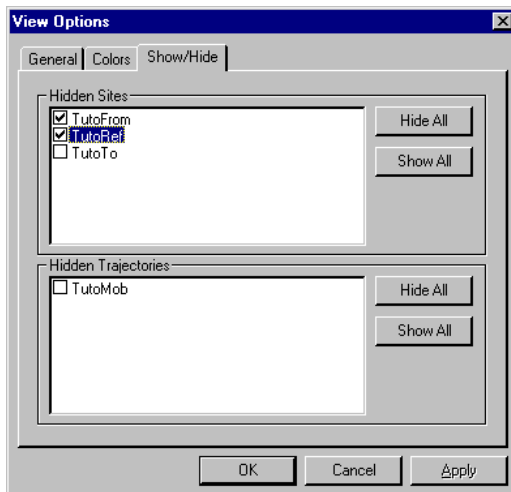 View Options
General Colors Show/Hide
Hidden Sites
TutoFrom
TutoRef
TutoTo
Hide All
Show All
Hidden Trajectories
TutoMob
Hide All
Show All
OK Cancel Apply